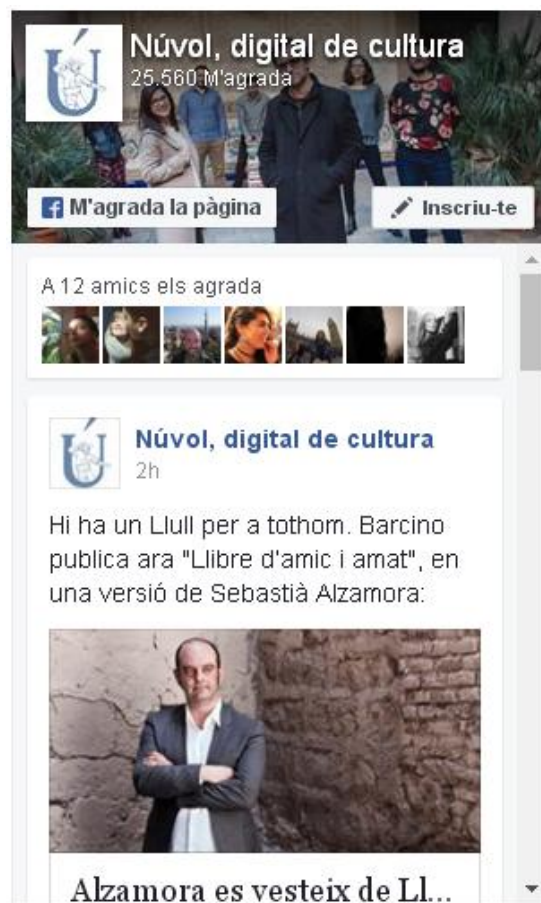 Núvol, digital de cultura
25.560 M'agrada
M'agrada la pàgina
Inscriu-te
A 12 amics els agrada
Núvol, digital de cultura
2h
Hi ha un Llull per a tothom. Barcino
publica ara "Llibre d'amic i amat", en
una versió de Sebastià Alzamora:
Alzamora es vesteix de Ll...